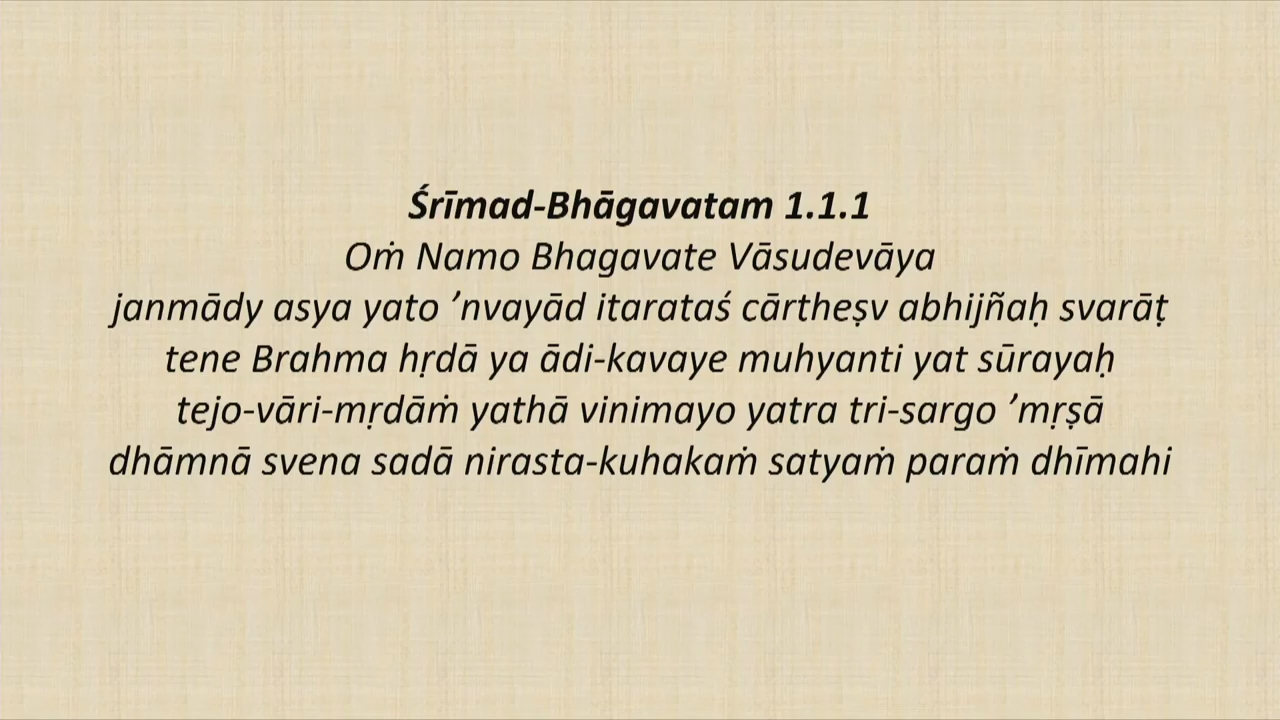 Śrīmad-Bhāgavatam 1.1.1
Oṁ Namo Bhagavate Vāsudevāya
janmādy asya yato ’nvayād itarataś cārtheṣv abhijñaḥ svarāṭ
tene Brahma hṛdā ya ādi-kavaye muhyanti yat sūrayaḥ
tejo-vāri-mṛdāṁ yathā vinimayo yatra tri-sargo ’mṛṣā
dhāmnā svena sadā nirasta-kuhakaṁ satyaṁ paraṁ dhīmahi